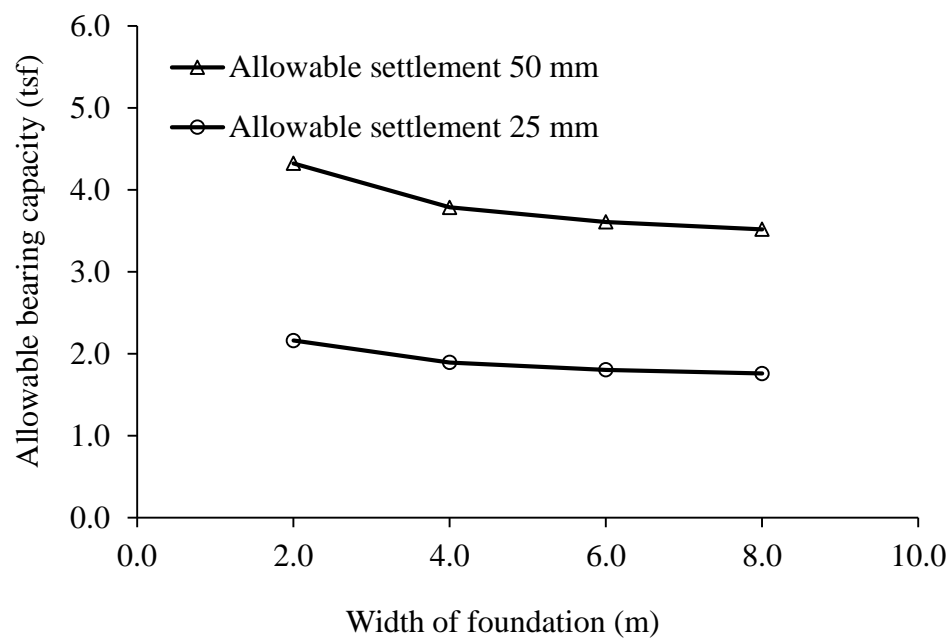 6.0
5.0
4.0
3.0
2.0
1.0
0.0
Allowable bearing capacity (tsf)
Allowable settlement 50 mm
Allowable settlement 25 mm
0.0 2.0 4.0 6.0 8.0 10.0
Width of foundation (m)